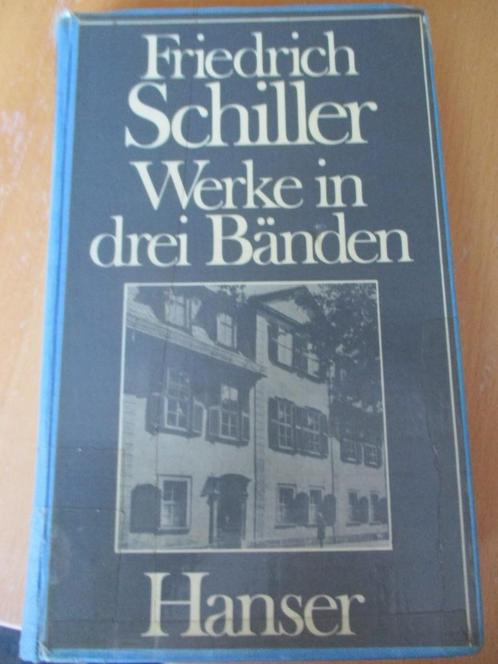 Friedrich
Schiller
Werke in
drei Bänden
Hanser